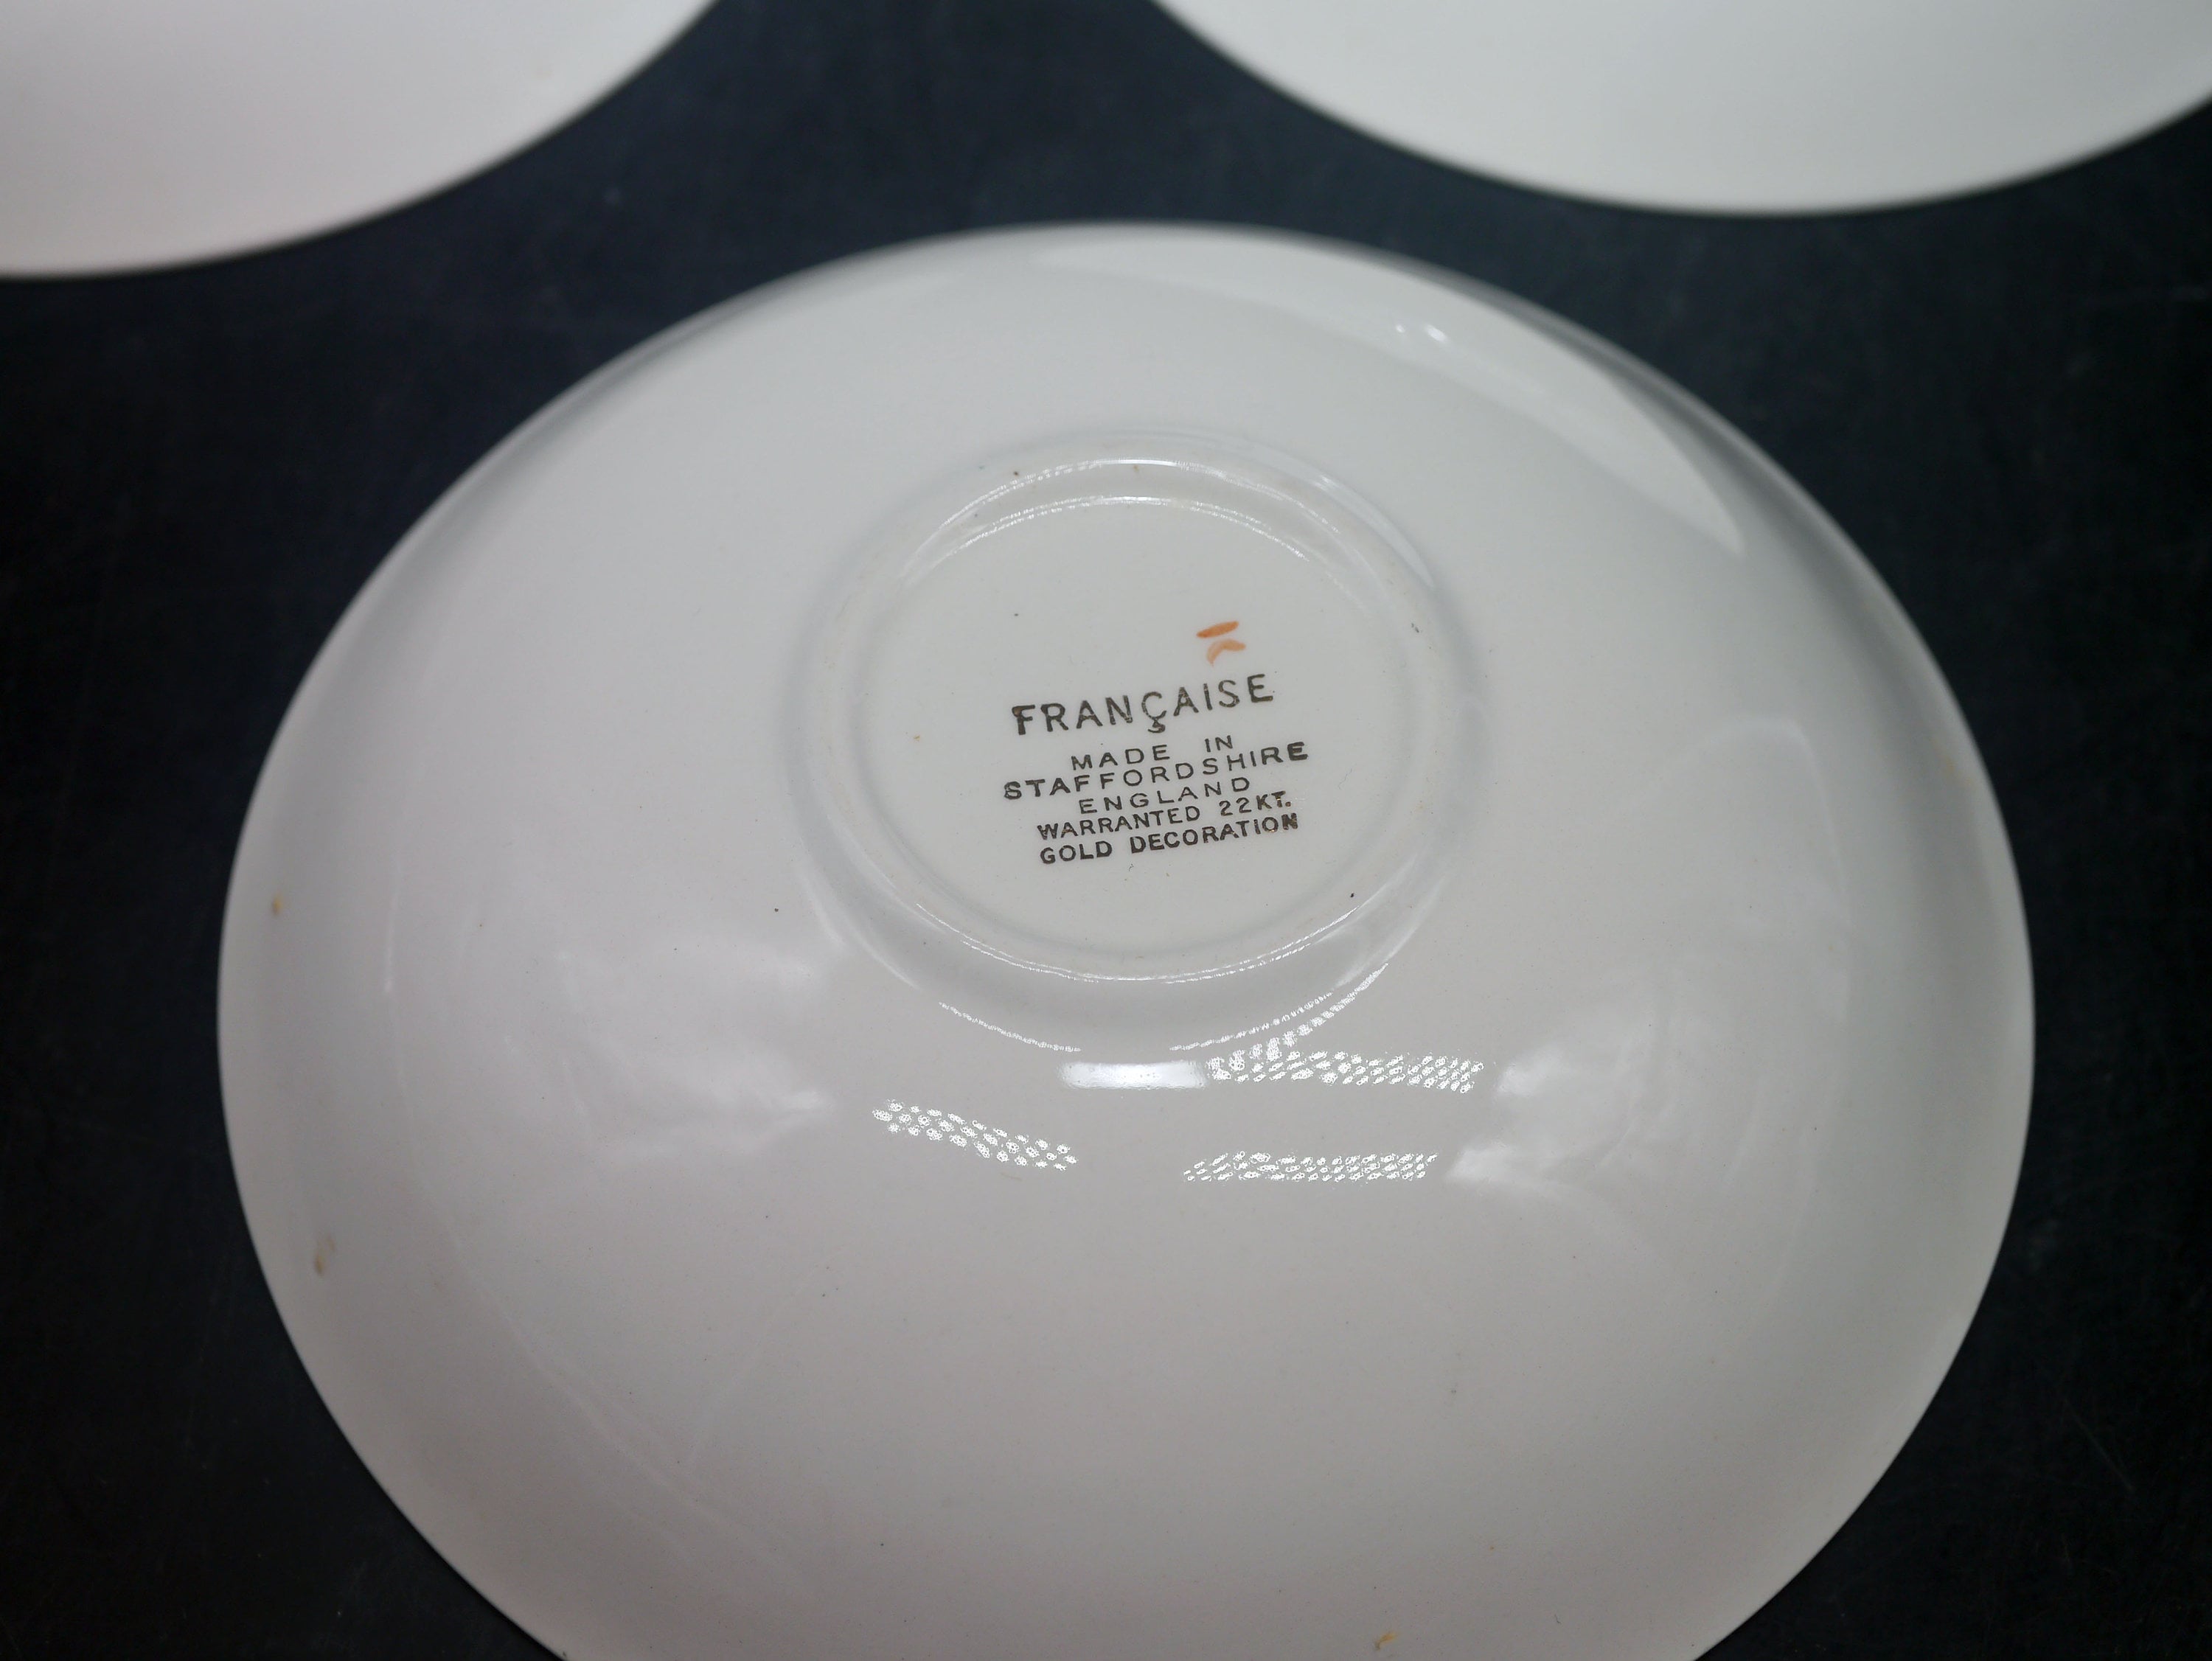 FRANÇAISE
MADE IN
STAFFORDSHIRE
ENGLAND
WARRANTED 22KT.
GOLD DECORATION